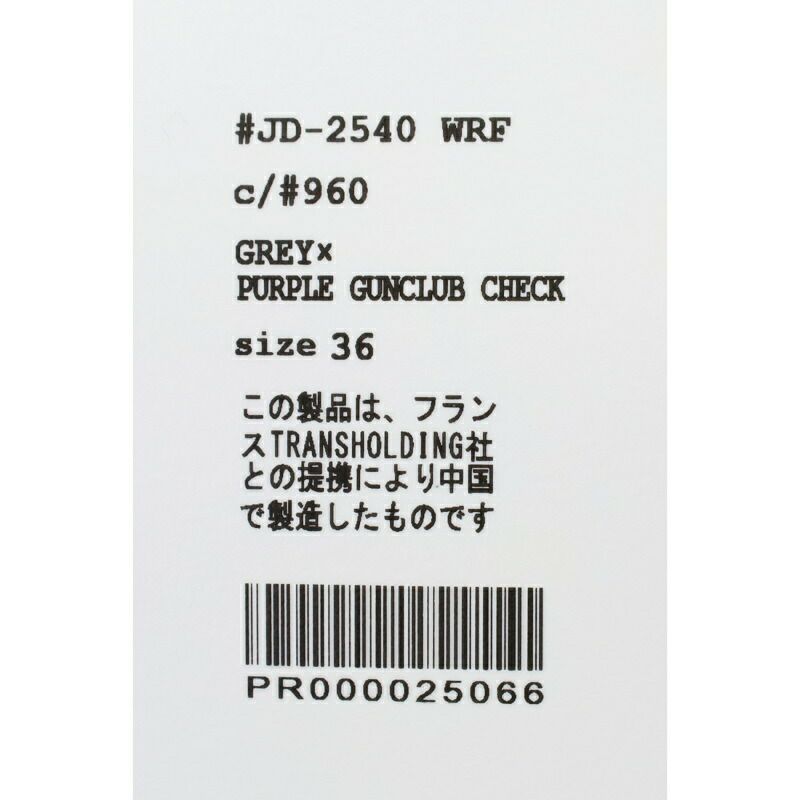 #JD-2540 WRF
c/#960
GREY×
PURPLE GUNCLUB CHECK
size 36
この製品は、フラン
スTRANSHOLDING社
との提携により中国
で製造したものです
PR000025066